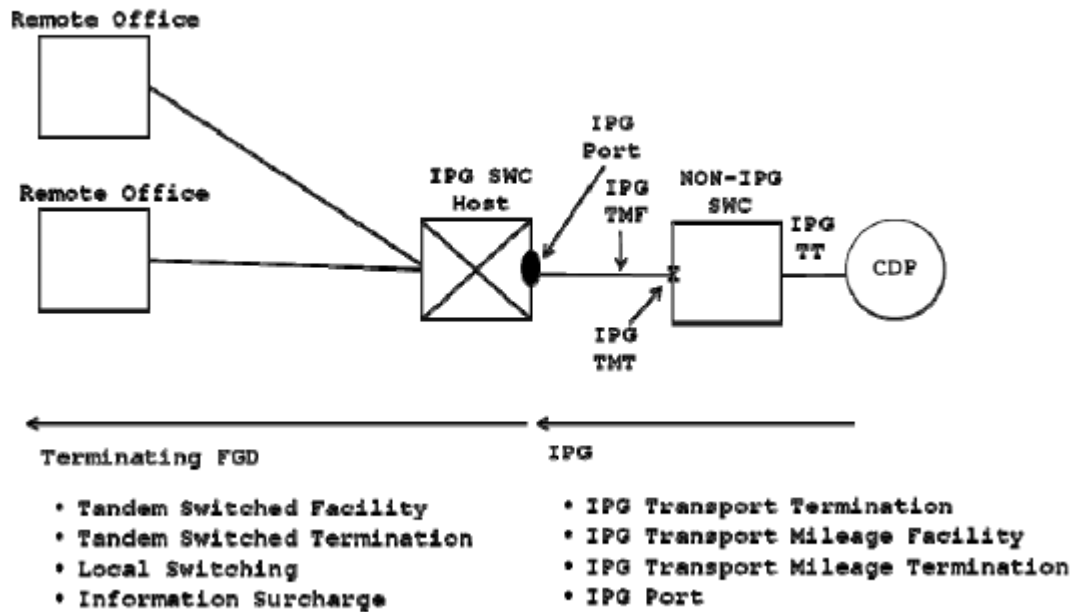 Remote Office
Remote Office
IPG SWC
Host
IPG
Port
IPG
TMF
IPG
TMT
NON-IPG
SWC
IPG
TT
CDP
Terminating FGD
• Tandem Switched Facility
• Tandem Switched Termination
• Local Switching
• Information Surcharge
IPG
• IPG Transport Termination
• IPG Transport Mileage Facility
• IPG Transport Mileage Termination
• IPG Port